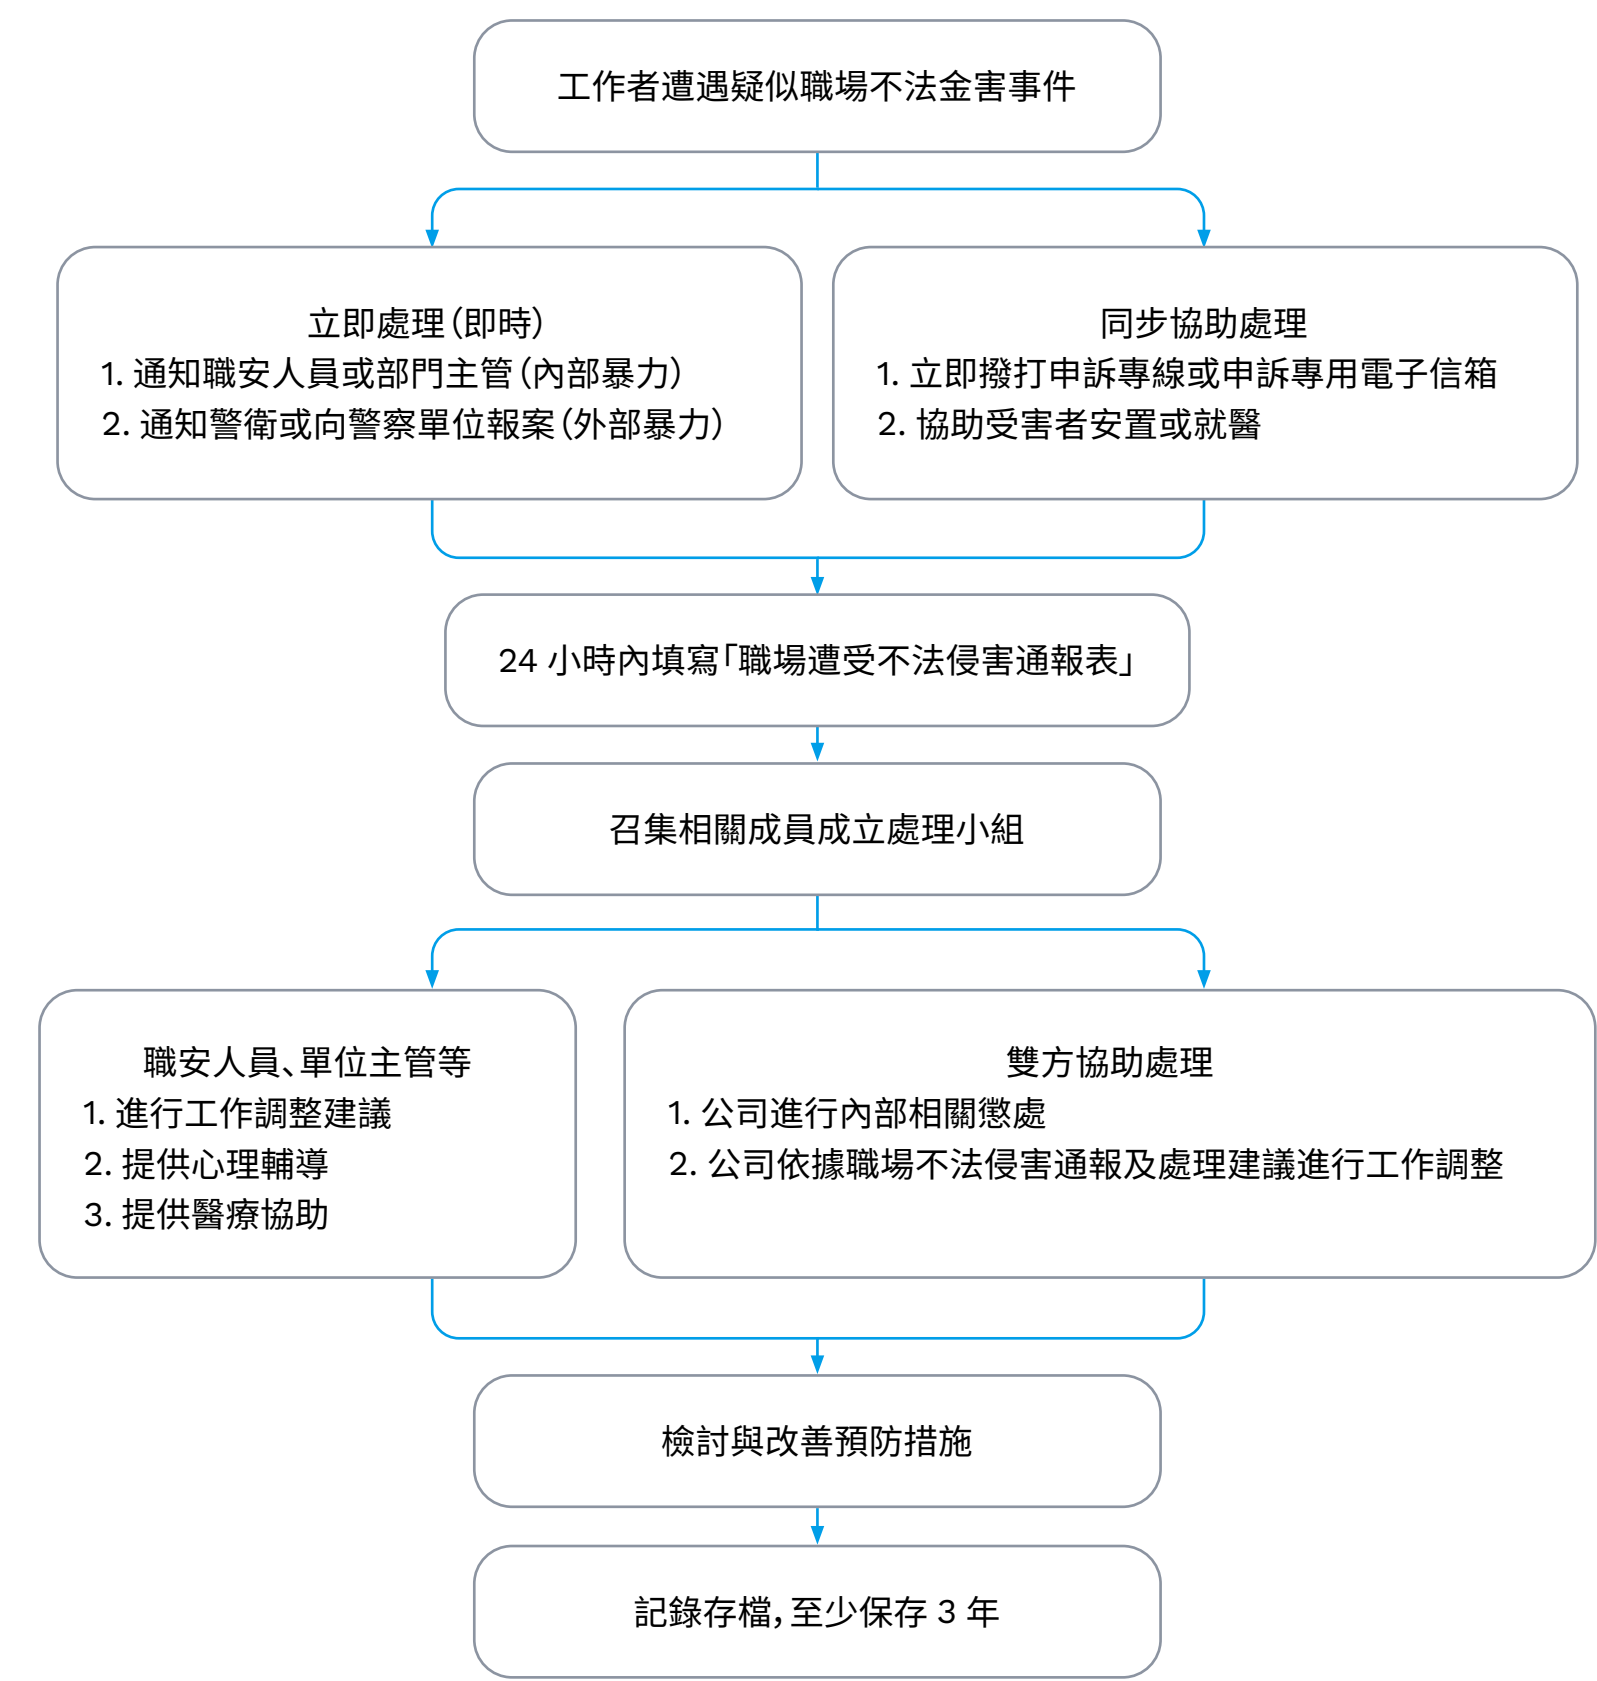 工作者遭遇疑似職場不法金害事件
立即處理(即時)
1. 通知職安人員或部門主管(內部暴力)
2. 通知警衛或向警察單位報案(外部暴力)
同步協助處理
1. 立即撥打申訴專線或申訴專用電子信箱
2. 協助受害者安置或就醫
24 小時內填寫「職場遭受不法侵害通報表」
召集相關成員成立處理小組
職安人員、單位主管等
1. 進行工作調整建議
2. 提供心理輔導
3. 提供醫療協助
雙方協助處理
1. 公司進行內部相關懲處
2. 公司依據職場不法侵害通報及處理建議進行工作調整
檢討與改善預防措施
記錄存檔,至少保存 3 年